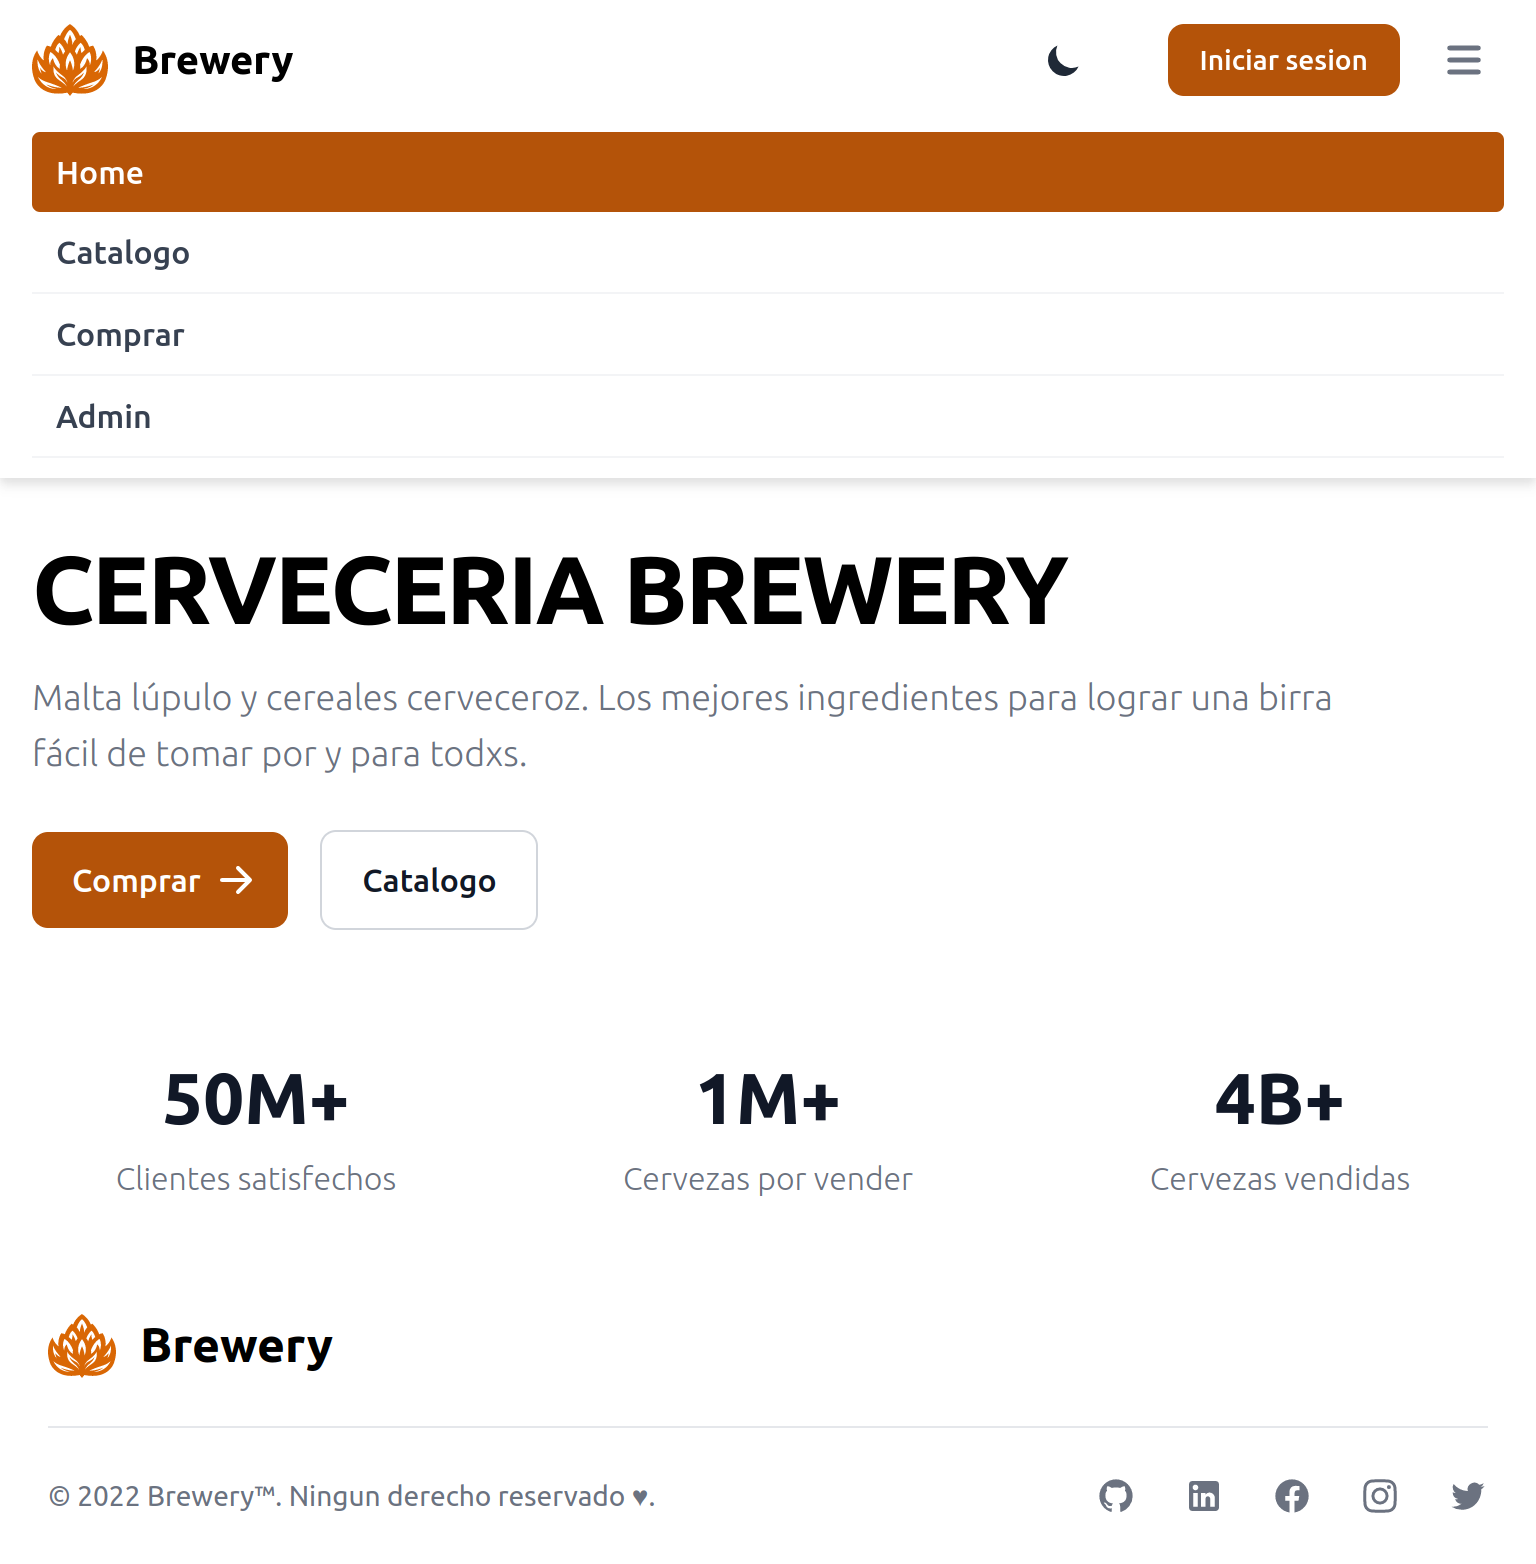 Brewery
Iniciar sesion
Home
Catalogo
Comprar
Admin
CERVECERIA BREWERY
Malta lúpulo y cereales cerveceroz. Los mejores ingredientes para lograr una birra
fácil de tomar por y para todxs.
Comprar
Catalogo
50M+
Clientes satisfechos
1M+
Cervezas por vender
4B+
Cervezas vendidas
Brewery
© 2022 Brewery™. Ningun derecho reservado ♥.